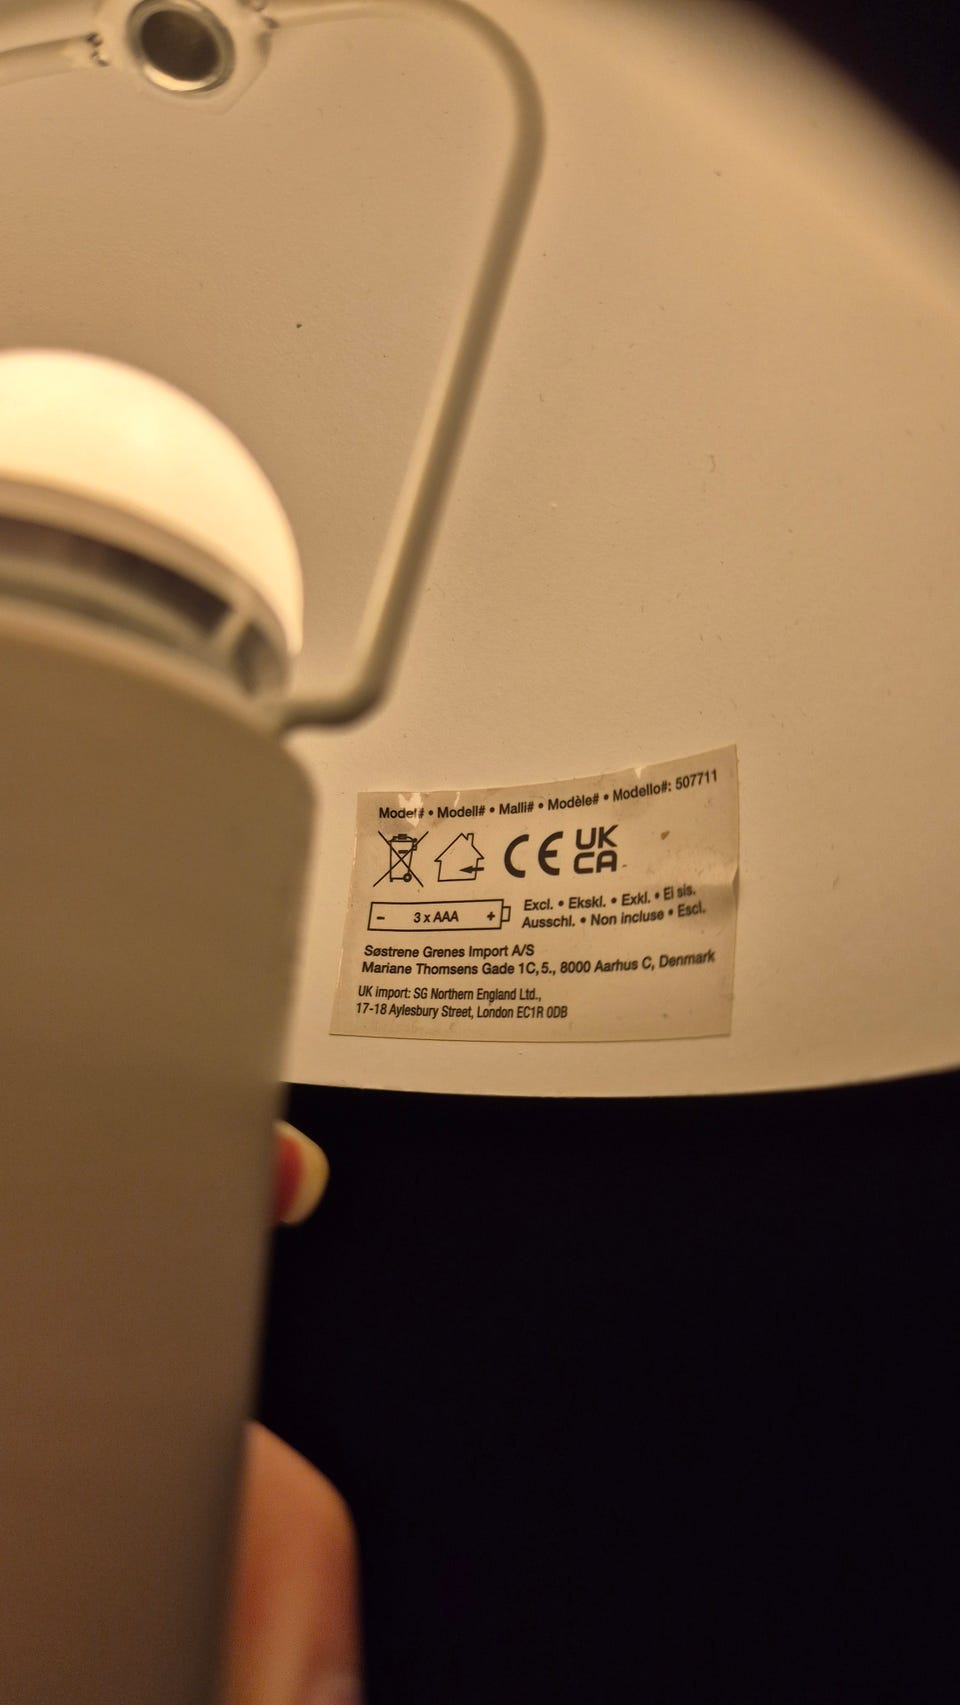 Model# • Modell# • Malli# • Modèle# • Modello#: 507711
CE UK
CA
- 3 x AAA + Excl. • Ekskl. • Exkl. • Ei sis.
Ausschl. • Non incluse • Escl.
Søstrene Grenes Import A/S
Mariane Thomsens Gade 1C, 5., 8000 Aarhus C, Denmark
UK import: SG Northern England Ltd.,
17-18 Aylesbury Street, London EC1R 0DB